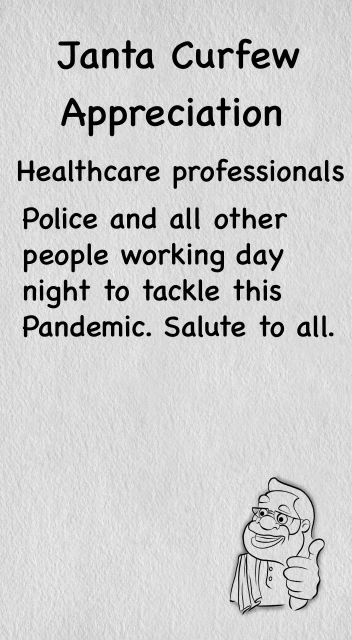 Janta Curfew
Appreciation
Healthcare professionals
Police and all other
people working day
night to tackle this
Pandemic. Salute to all.